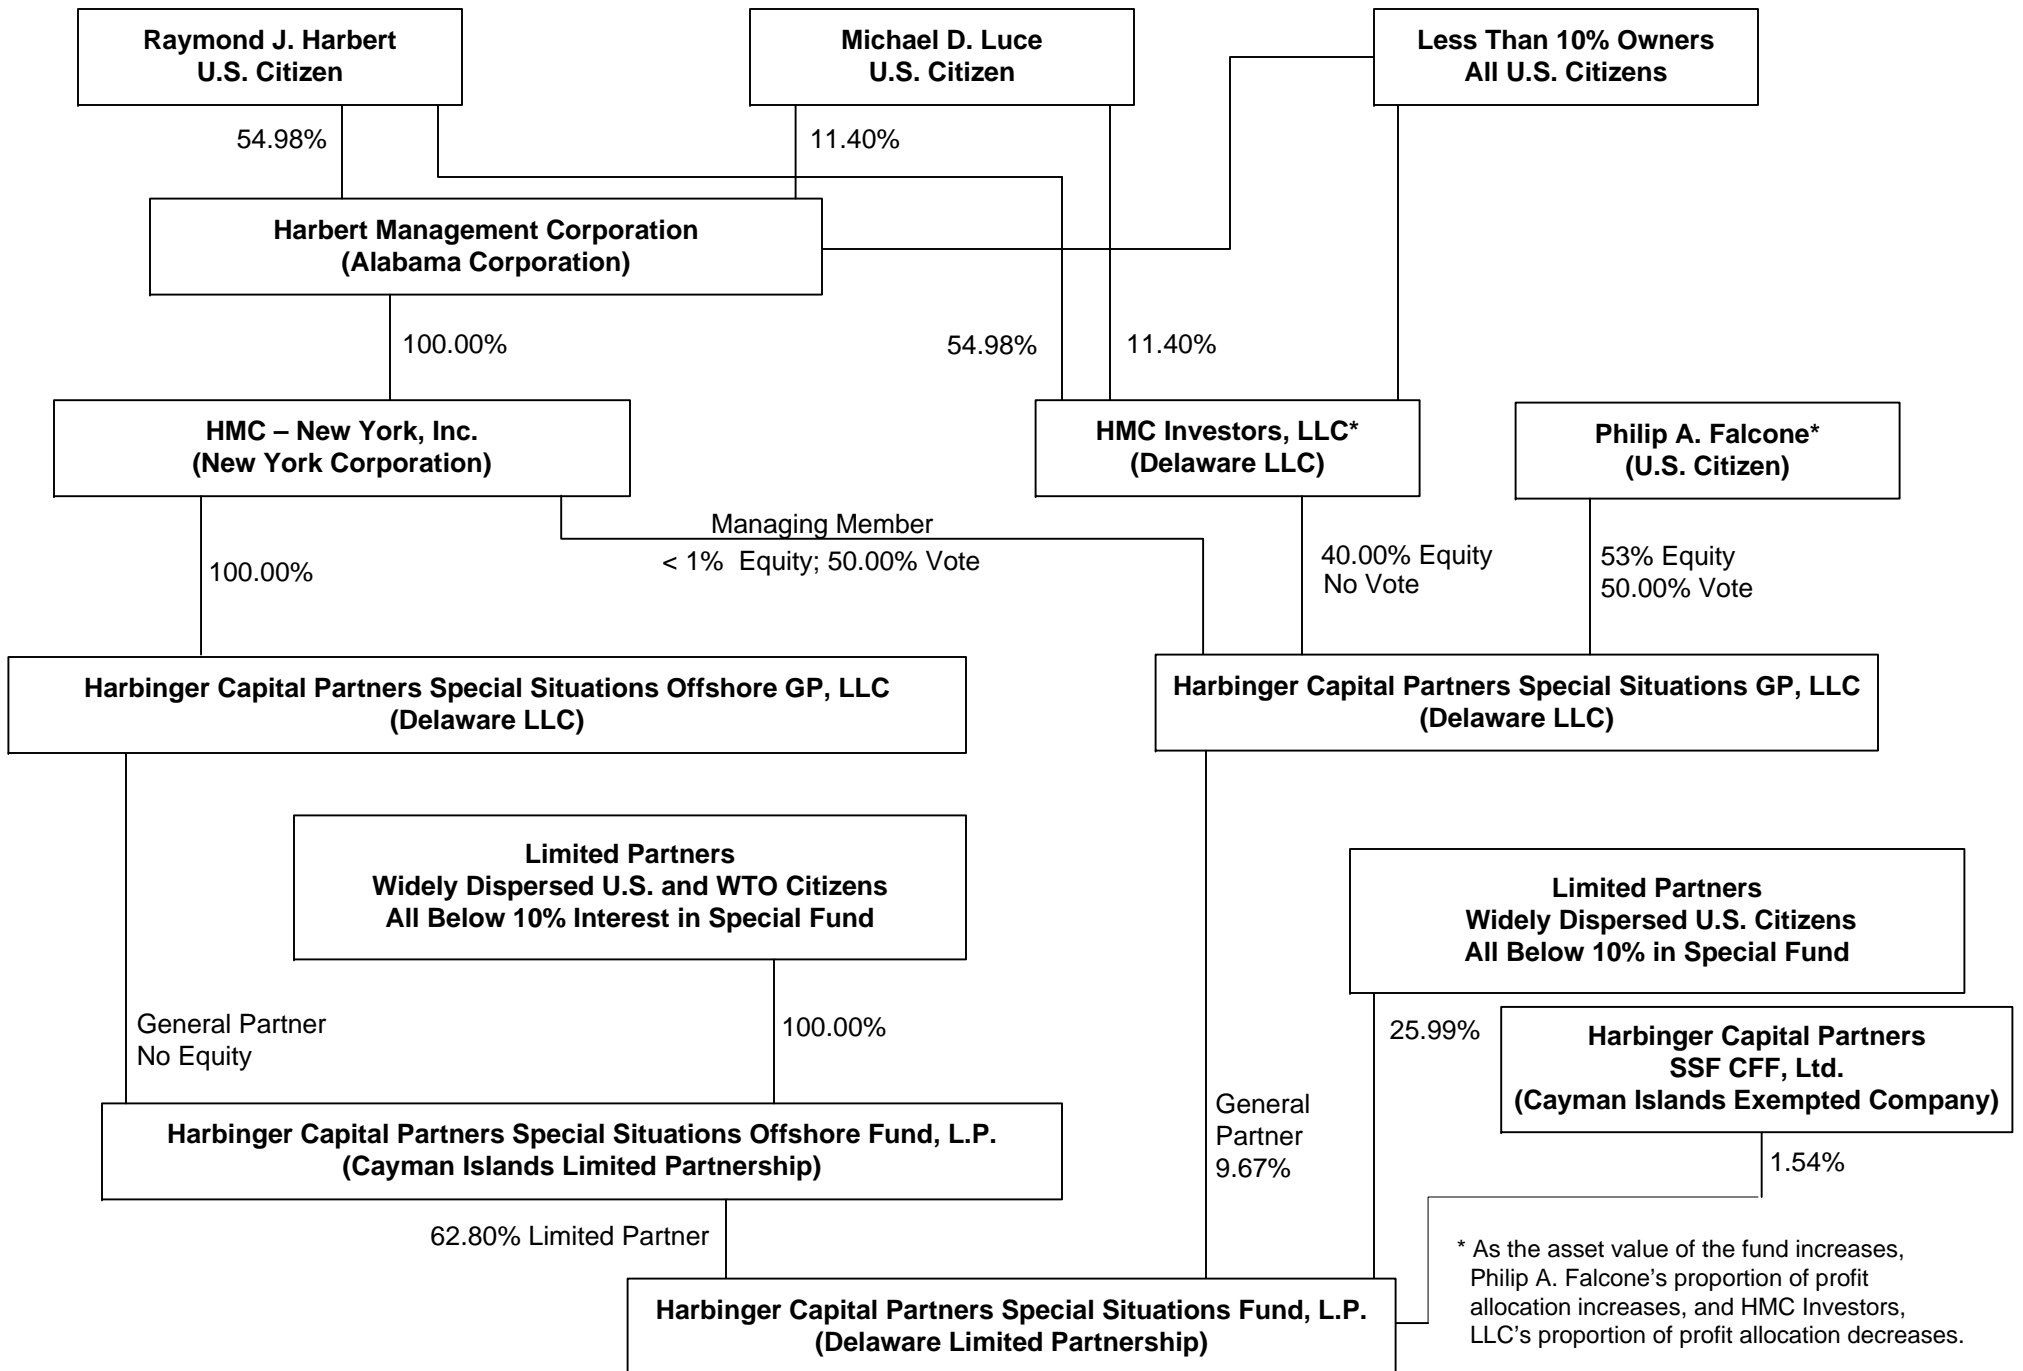 Raymond J. Harbert
U.S. Citizen
Michael D. Luce
U.S. Citizen
Less Than 10% Owners
All U.S. Citizens
54.98%
11.40%
Harbert Management Corporation
(Alabama Corporation)
100.00%
54.98%
11.40%
HMC – New York, Inc.
(New York Corporation)
HMC Investors, LLC*
(Delaware LLC)
Philip A. Falcone*
(U.S. Citizen)
Managing Member
< 1% Equity; 50.00% Vote
100.00%
40.00% Equity
No Vote
53% Equity
50.00% Vote
Harbinger Capital Partners Special Situations Offshore GP, LLC
(Delaware LLC)
Harbinger Capital Partners Special Situations GP, LLC
(Delaware LLC)
Limited Partners
Widely Dispersed U.S. and WTO Citizens
All Below 10% Interest in Special Fund
Limited Partners
Widely Dispersed U.S. Citizens
All Below 10% in Special Fund
General Partner
No Equity
100.00%
25.99%
Harbinger Capital Partners
SSF CFF, Ltd.
(Cayman Islands Exempted Company)
General
Partner
9.67%
Harbinger Capital Partners Special Situations Offshore Fund, L.P.
(Cayman Islands Limited Partnership)
1.54%
62.80% Limited Partner
* As the asset value of the fund increases,
Philip A. Falcone’s proportion of profit
allocation increases, and HMC Investors,
LLC’s proportion of profit allocation decreases.
Harbinger Capital Partners Special Situations Fund, L.P.
(Delaware Limited Partnership)